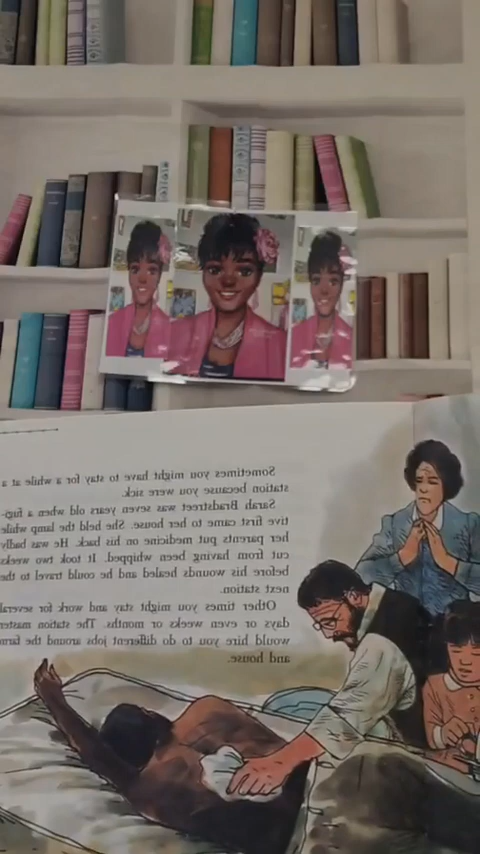 Sometimes you might have to stay for a while at a
station because you were sick.
Sarah Bradstreet was seven years old when a fugi-
tive first came to her house. She held the lamp while
her parents put medicine on his back. He was badly
cut from having been whipped. It took two weeks
before his wounds healed and he could travel to the
next station.
Other times you might stay and work for several
days or even weeks or months. The station master
would hire you to do different jobs around the farm
and house.